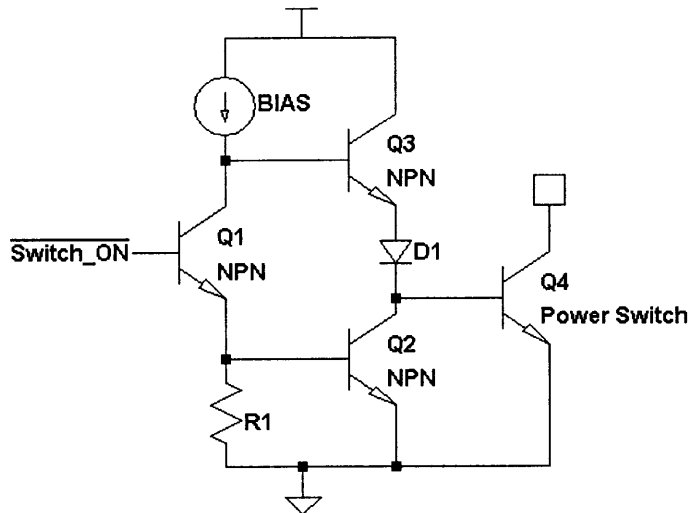 BIAS
Q3
NPN
Switch_ON
Q1
NPN
D1
Q4
Power Switch
Q2
NPN
R1